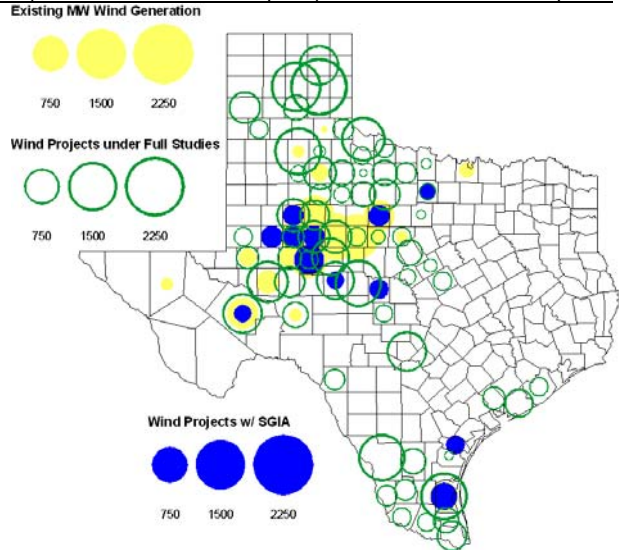 Existing MW Wind Generation
750 1500 2250
Wind Projects under Full Studies
750 1500 2250
Wind Projects w/ SGIA
750 1500 2250